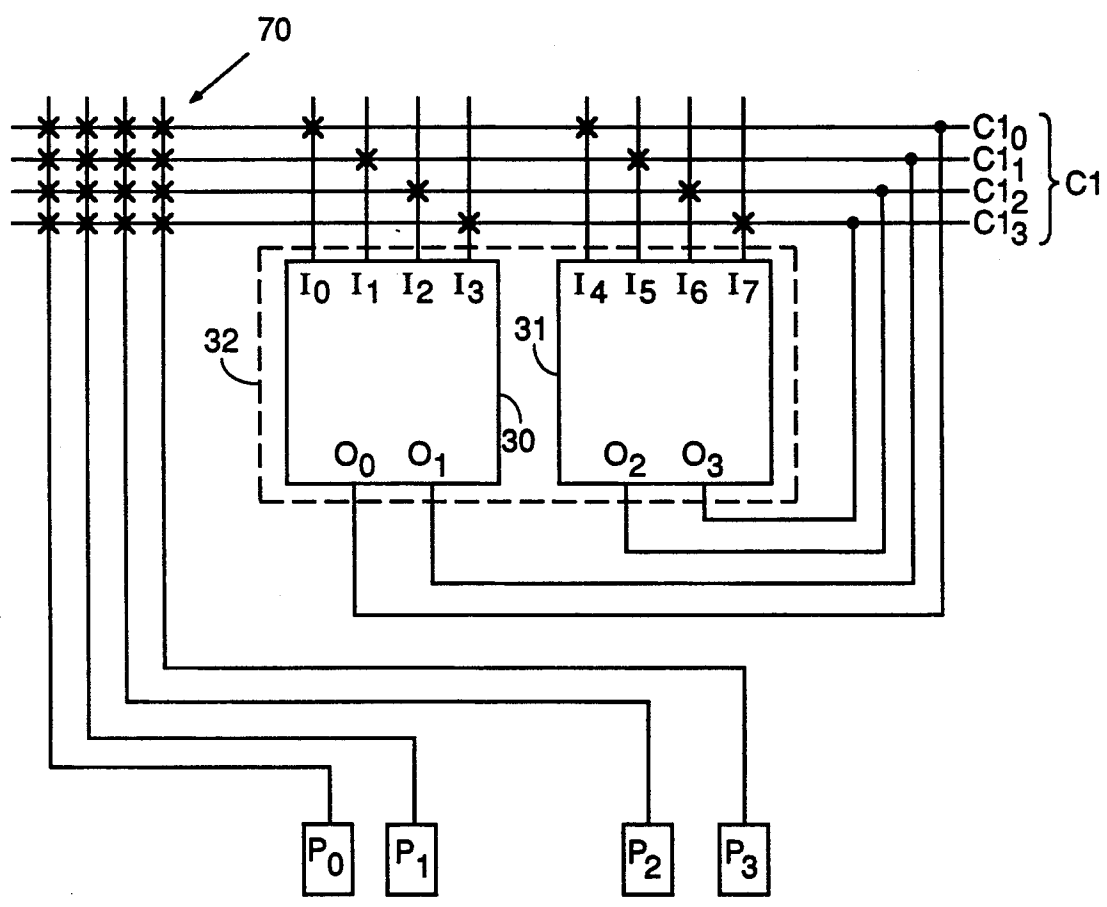 70
C1₀
C1₁
C1₂
C1₃
C1
I₀ I₁ I₂ I₃
I₄ I₅ I₆ I₇
32
31
30
O₀ O₁
O₂ O₃
P₀ P₁ P₂ P₃